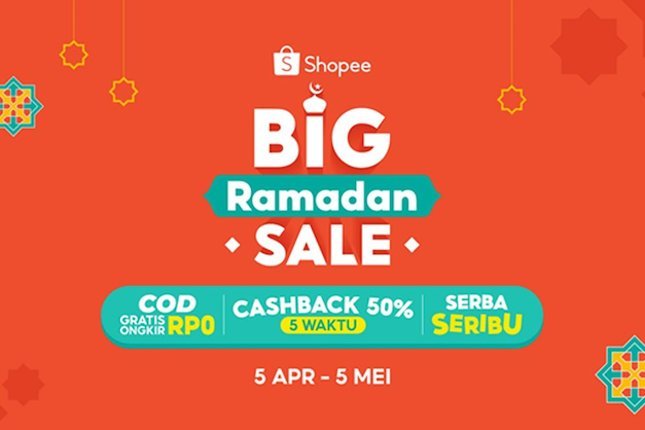 Shopee
BIG
Ramadan
SALE
COD
GRATIS
ONGKIR RP0
CASHBACK 50%
5 WAKTU
SERBA
SERIBU
5 APR - 5 MEI